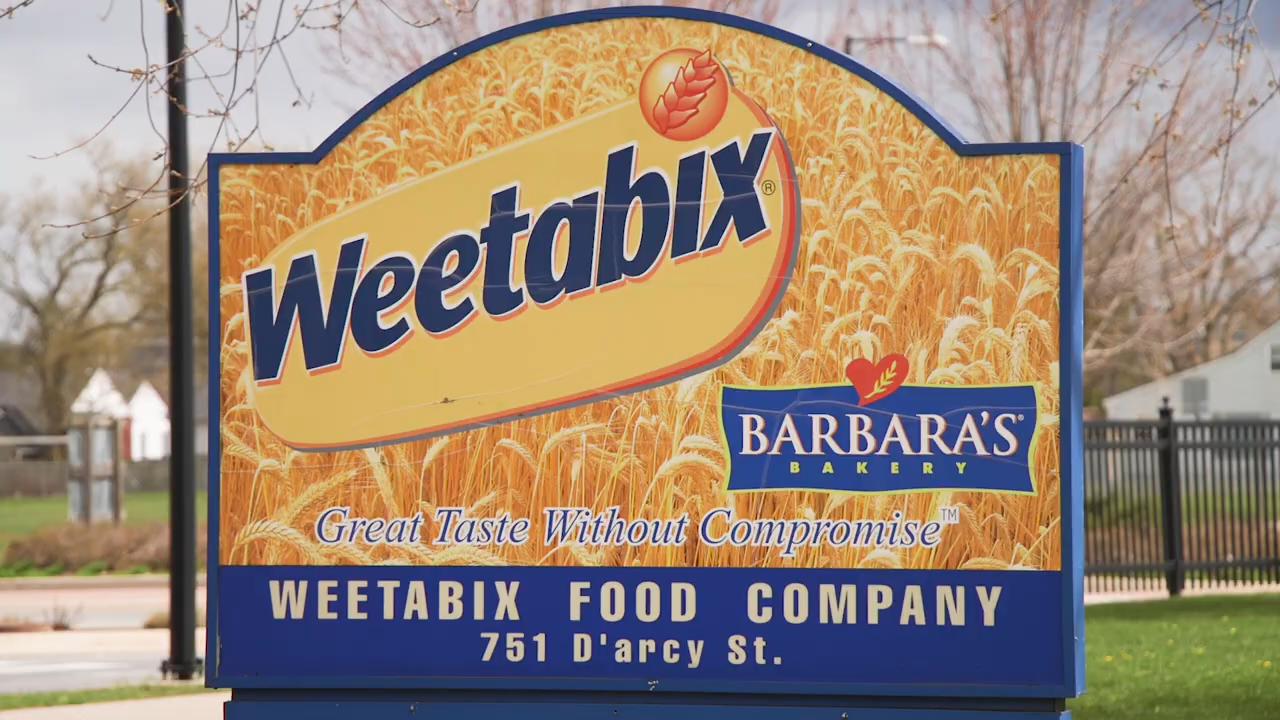 Weetabix®
BARBARA'S®
BAKERY
Great Taste Without Compromise™
WEETABIX FOOD COMPANY
751 D'arcy St.